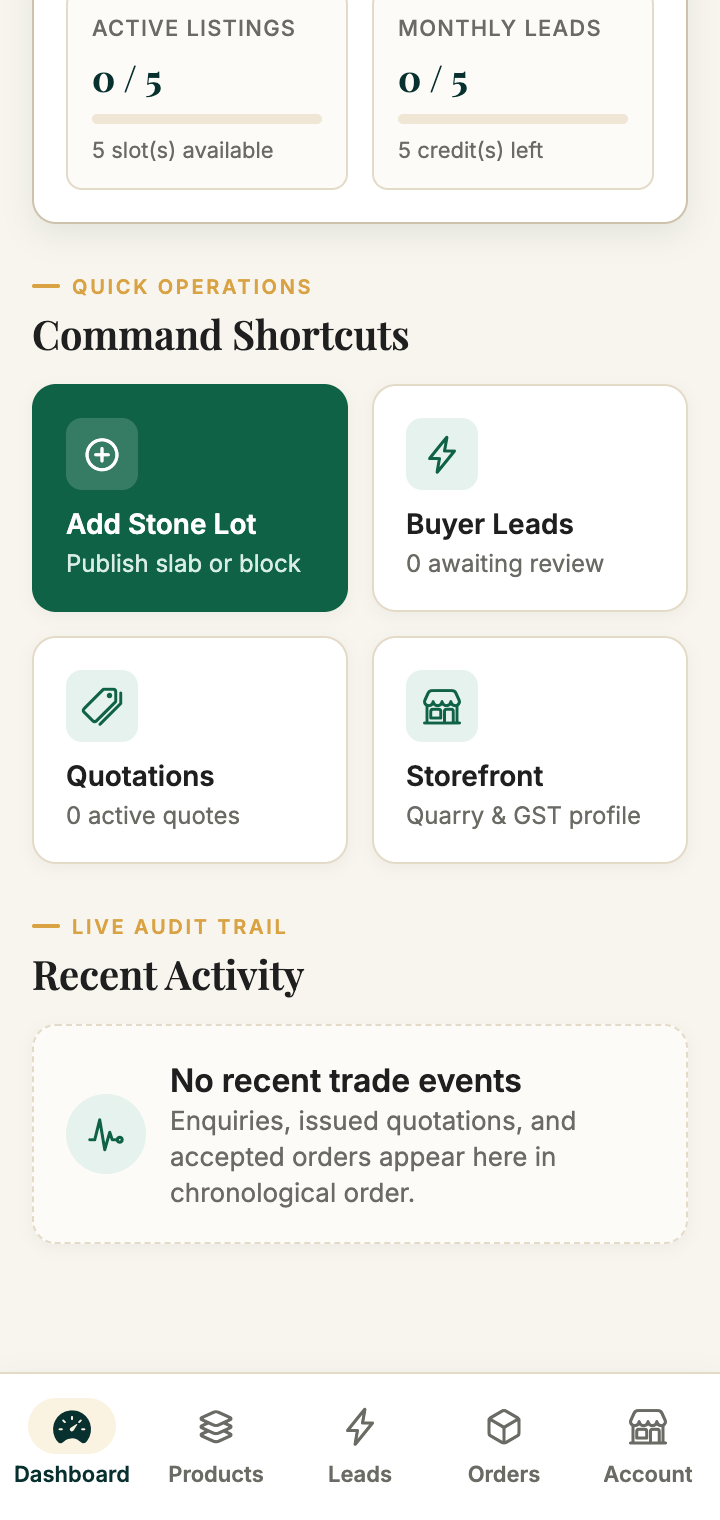 ACTIVE LISTINGS
0 / 5
5 slot(s) available
MONTHLY LEADS
0 / 5
5 credit(s) left
QUICK OPERATIONS
Command Shortcuts
Add Stone Lot
Publish slab or block
Buyer Leads
0 awaiting review
Quotations
0 active quotes
Storefront
Quarry & GST profile
LIVE AUDIT TRAIL
Recent Activity
No recent trade events
Enquiries, issued quotations, and
accepted orders appear here in
chronological order.
Dashboard
Products
Leads
Orders
Account